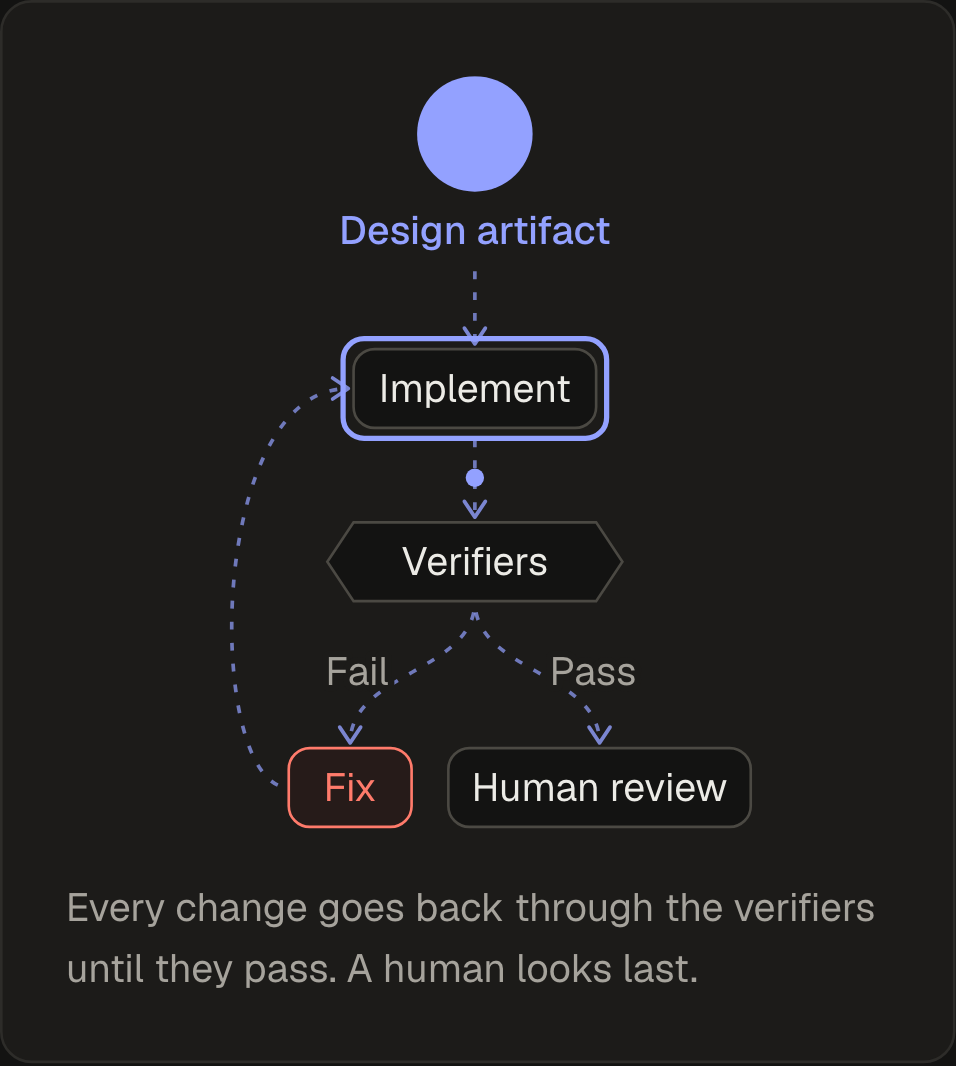 Design artifact
Implement
Verifiers
Fail
Pass
Fix
Human review
Every change goes back through the verifiers
until they pass. A human looks last.